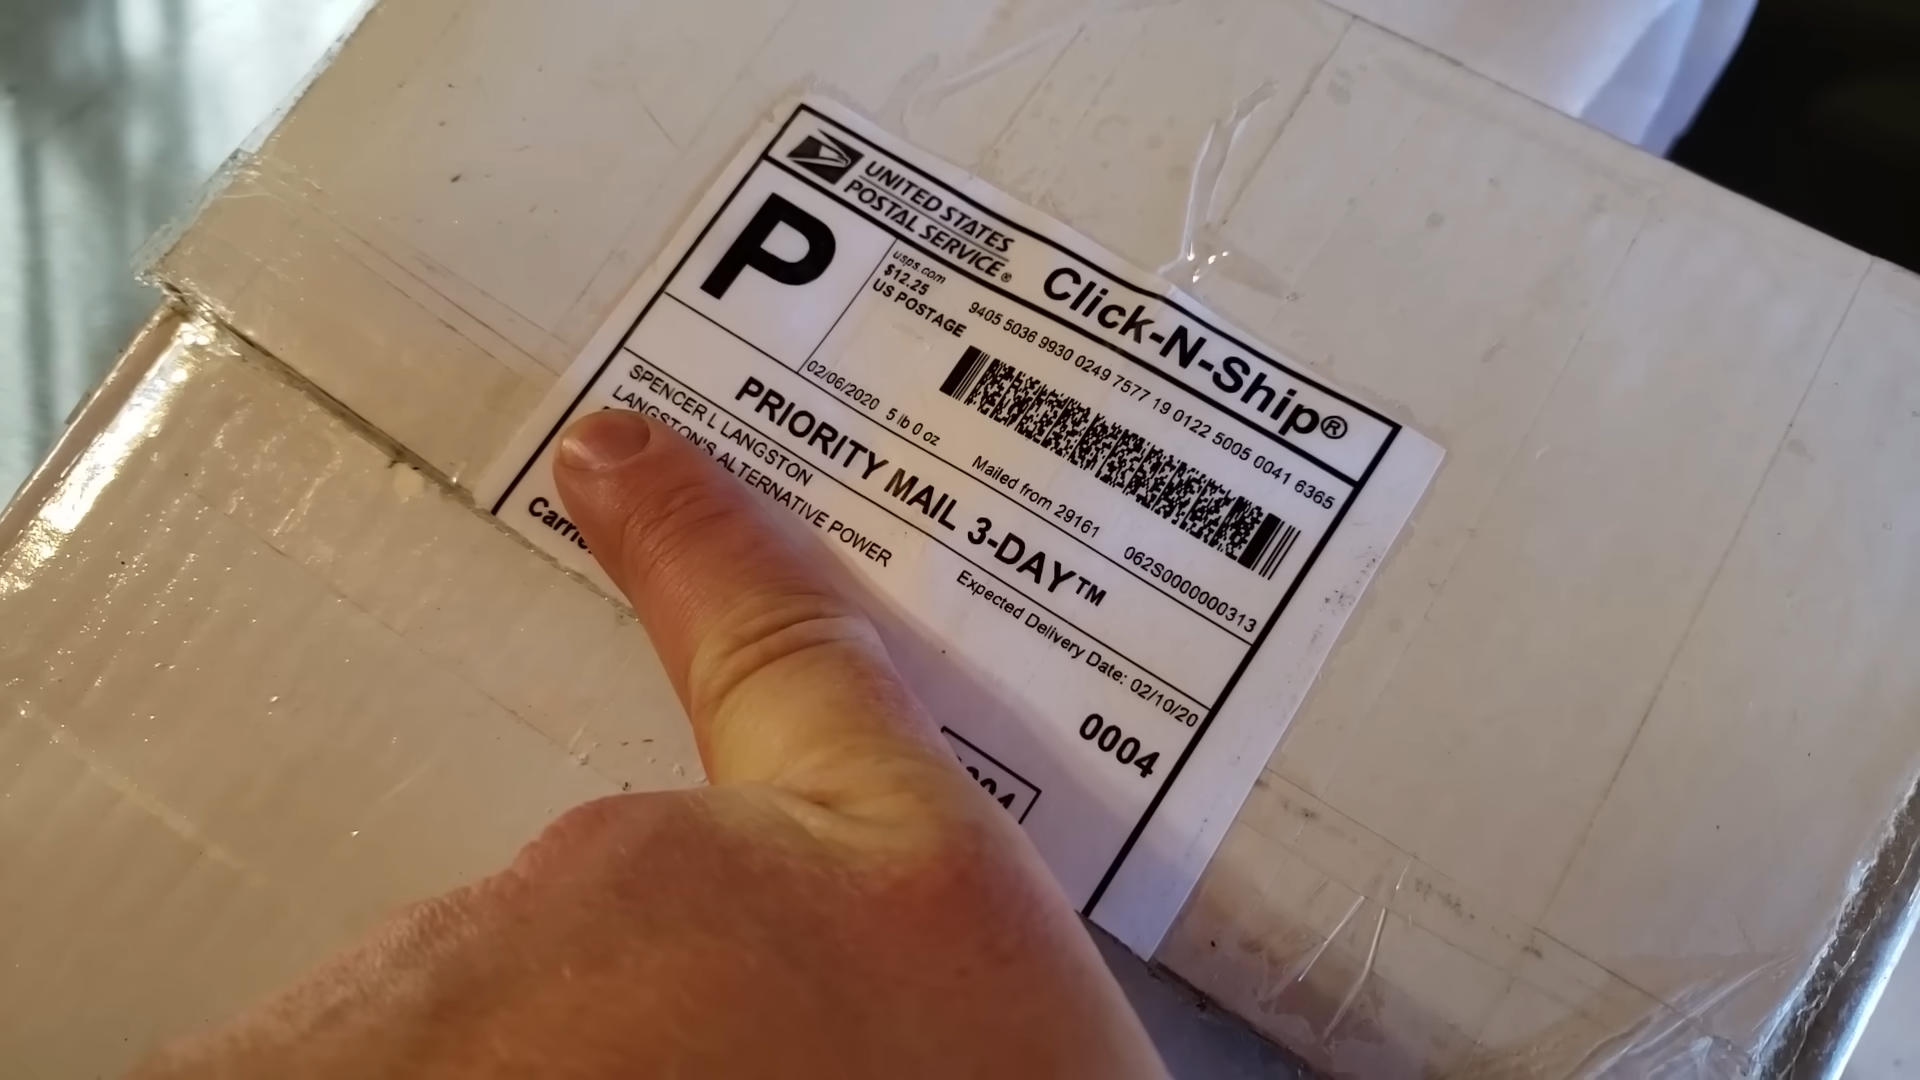 UNITED STATES
POSTAL SERVICE®
Click-N-Ship®
P
usps.com
$12.25
US POSTAGE
9405 5036 9930 0249 7577 19 0122 5005 0041 6365
02/06/2020 5 lb 0 oz
Mailed from 29161
062S0000000313
PRIORITY MAIL 3-DAY™
SPENCER L LANGSTON
LANGSTON'S ALTERNATIVE POWER
Expected Delivery Date: 02/10/20
0004